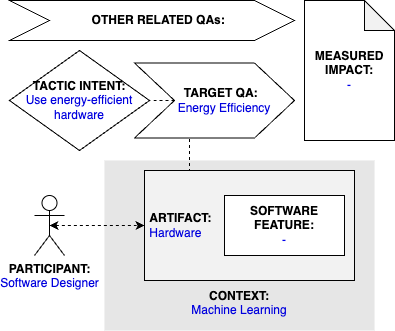 OTHER RELATED QAs:
MEASURED
IMPACT:
-
TACTIC INTENT:
Use energy-efficient
hardware
TARGET QA:
Energy Efficiency
ARTIFACT:
Hardware
SOFTWARE
FEATURE:
-
PARTICIPANT:
Software Designer
CONTEXT:
Machine Learning